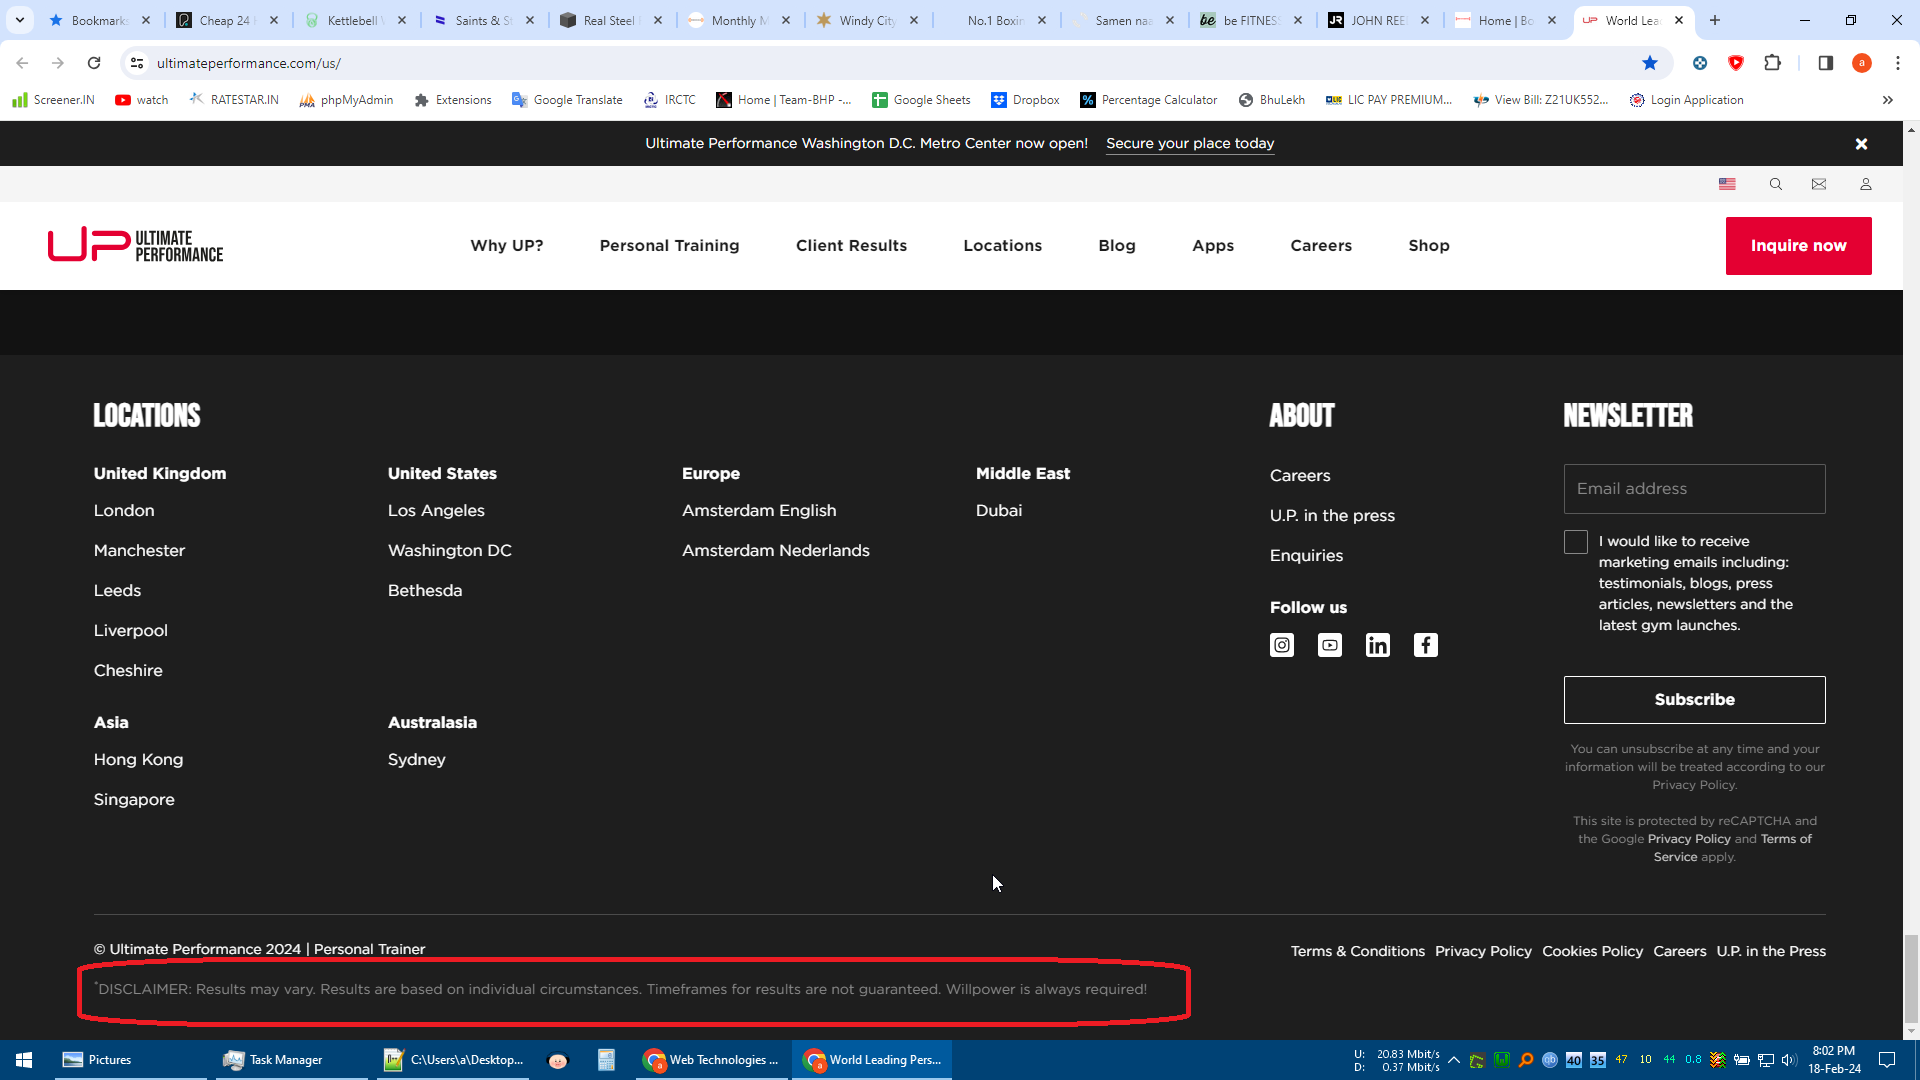 Bookmarks
Cheap 24
Kettlebell
Saints & St
Real Steel
Monthly M
Windy City
No.1 Boxin
Samen naa
be FITNESS
JOHN REE
Home | Bo
World Lea
ultimateperformance.com/us/
Screener.IN
watch
RATESTAR.IN
phpMyAdmin
Extensions
Google Translate
IRCTC
Home | Team-BHP -...
Google Sheets
Dropbox
Percentage Calculator
BhuLekh
LIC PAY PREMIUM...
View Bill: Z21UK552...
Login Application
Ultimate Performance Washington D.C. Metro Center now open! Secure your place today
UP ULTIMATE
PERFORMANCE
Why UP?
Personal Training
Client Results
Locations
Blog
Apps
Careers
Shop
Inquire now
LOCATIONS
United Kingdom
London
Manchester
Leeds
Liverpool
Cheshire
United States
Los Angeles
Washington DC
Bethesda
Europe
Amsterdam English
Amsterdam Nederlands
Middle East
Dubai
Asia
Hong Kong
Singapore
Australasia
Sydney
ABOUT
Careers
U.P. in the press
Enquiries
Follow us
NEWSLETTER
Email address
I would like to receive
marketing emails including:
testimonials, blogs, press
articles, newsletters and the
latest gym launches.
Subscribe
You can unsubscribe at any time and your
information will be treated according to our
Privacy Policy.
This site is protected by reCAPTCHA and
the Google Privacy Policy and Terms of
Service apply.
© Ultimate Performance 2024 | Personal Trainer
Terms & Conditions Privacy Policy Cookies Policy Careers U.P. in the Press
*DISCLAIMER: Results may vary. Results are based on individual circumstances. Timeframes for results are not guaranteed. Willpower is always required!
Pictures
Task Manager
C:\Users\a\Desktop...
Web Technologies ...
World Leading Pers...
U: 20.83 Mbit/s
D: 0.37 Mbit/s
40 35 47 10 44 0.8
8:02 PM
18-Feb-24